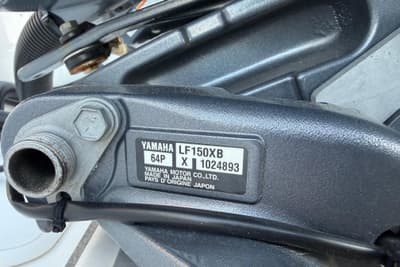 YAMAHA LF150XB
64P X 1024893
YAMAHA MOTOR CO.,LTD.
MADE IN JAPAN
PAYS D'ORIGINE JAPON